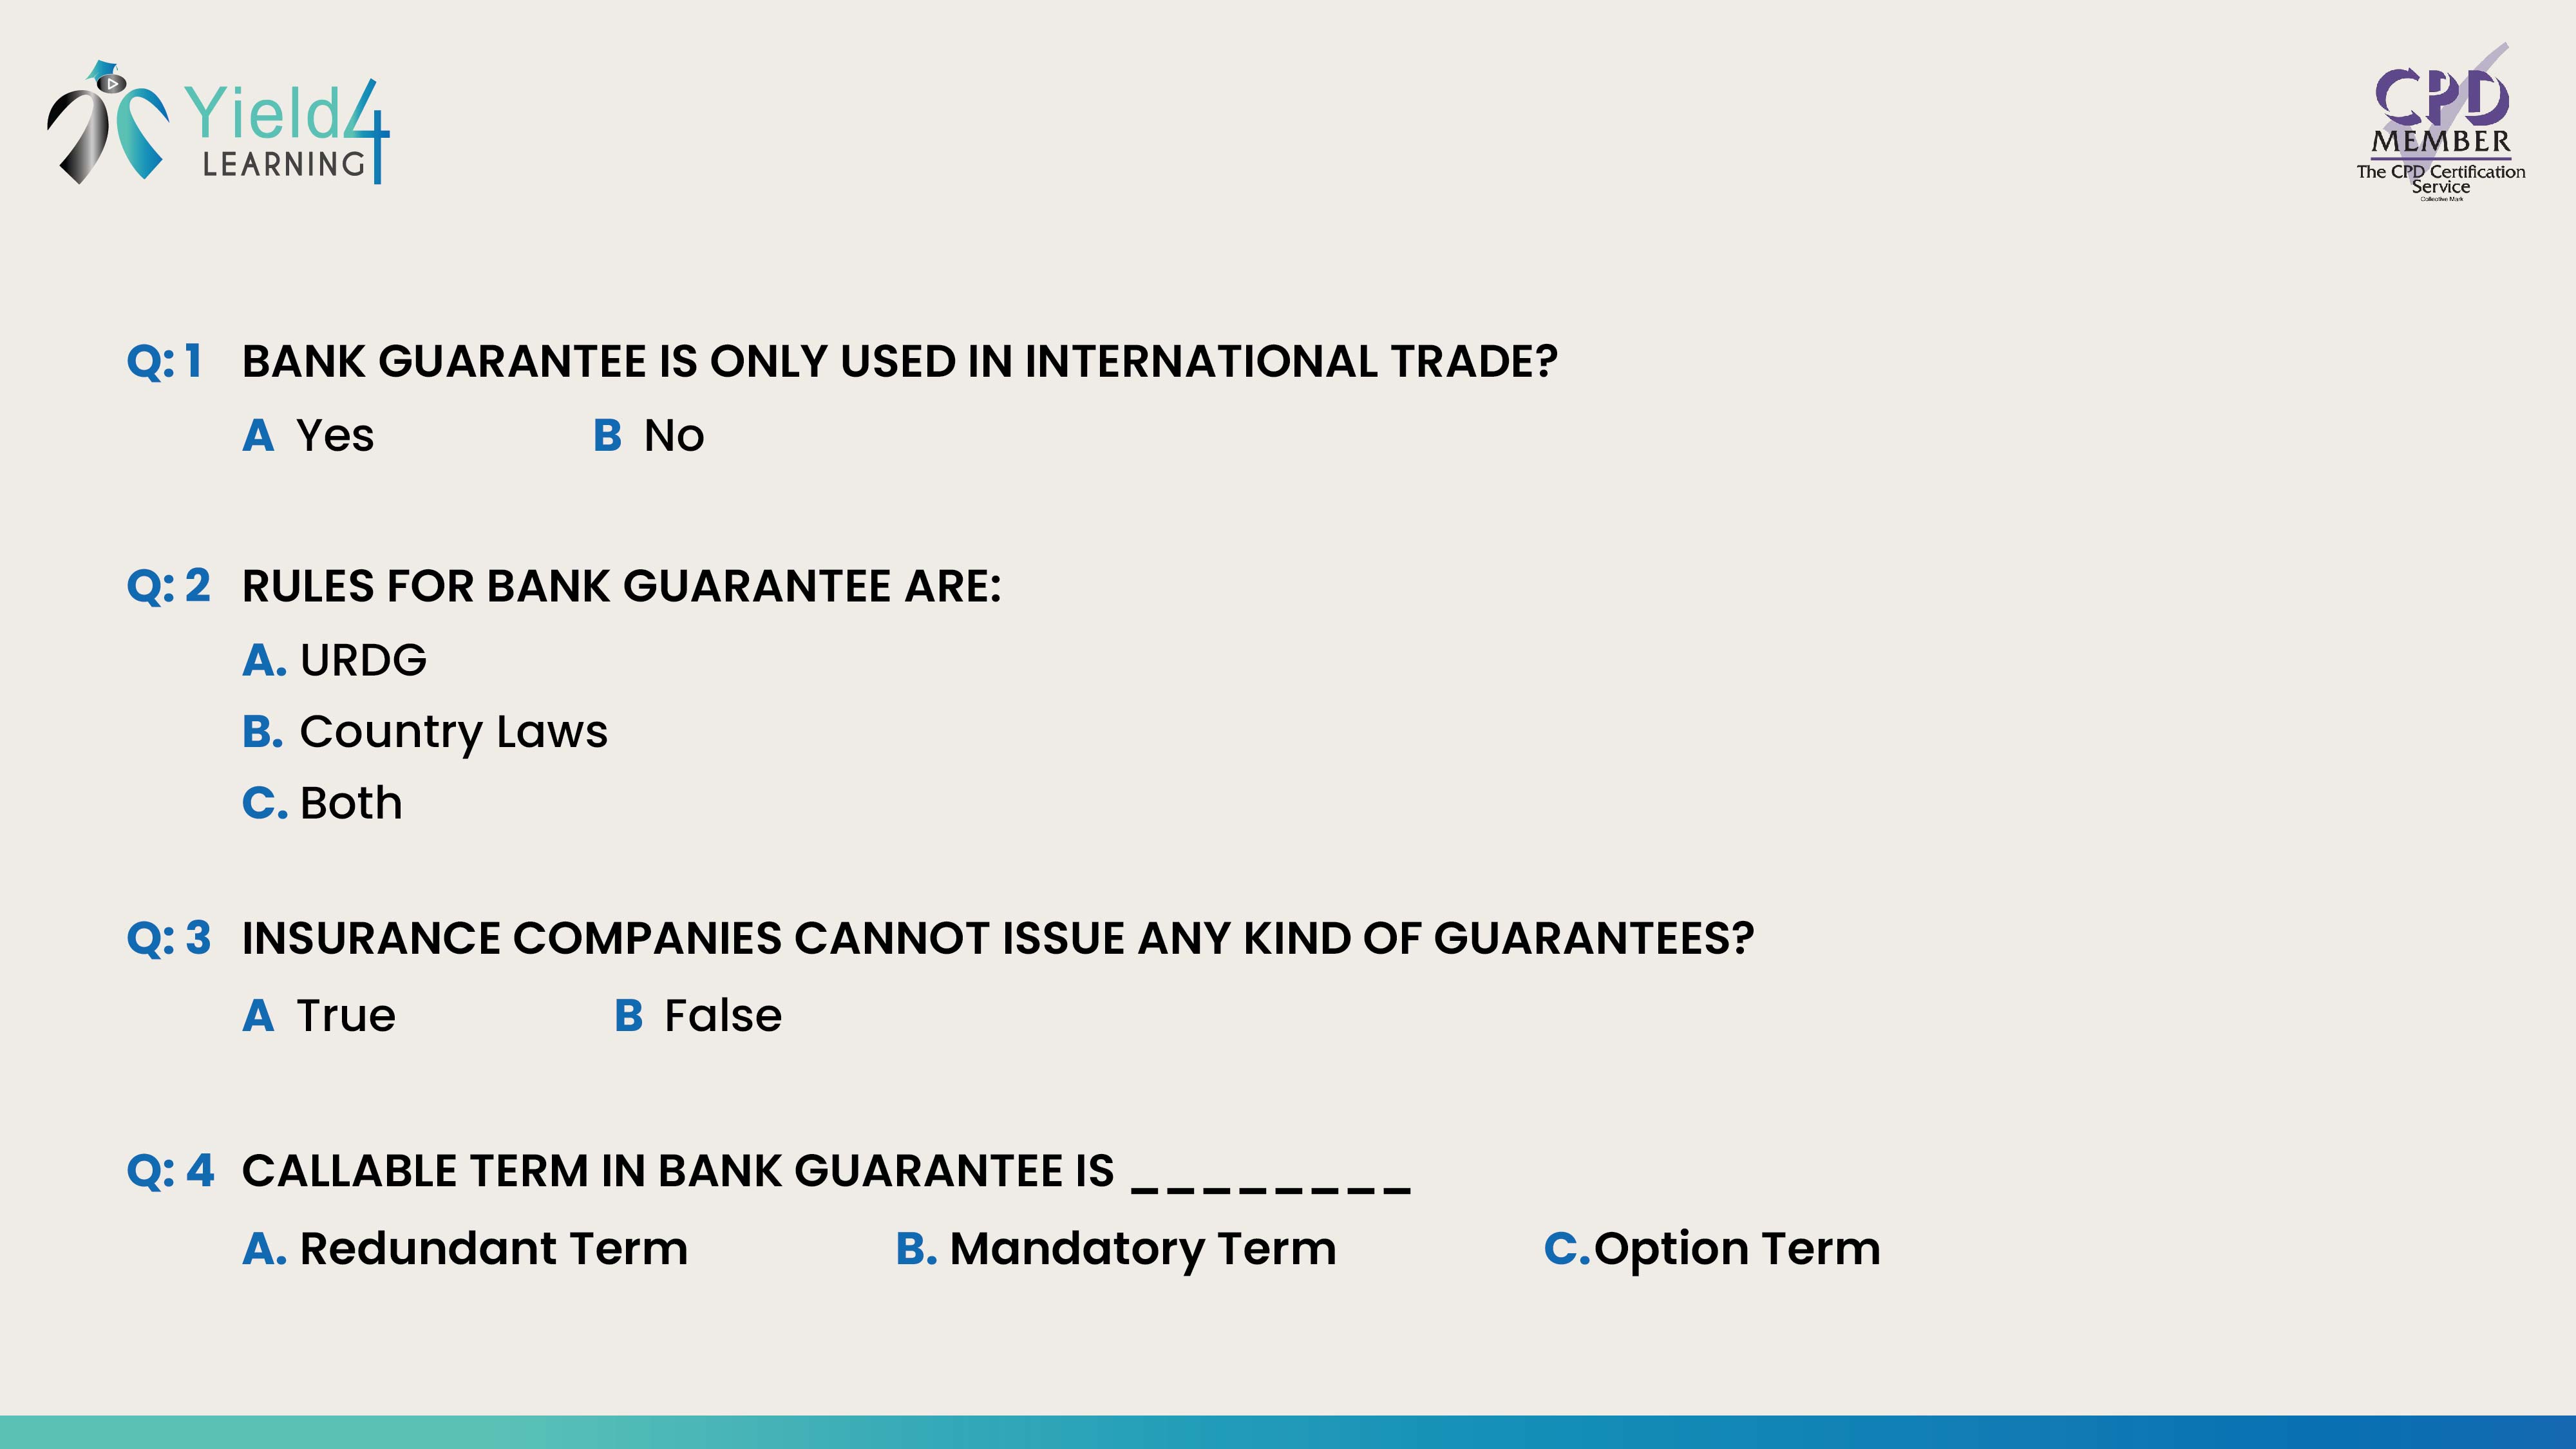 Yield4
LEARNING
CPD
MEMBER
The CPD Certification
Service
Collective Mark
Q: 1 BANK GUARANTEE IS ONLY USED IN INTERNATIONAL TRADE?
A Yes B No
Q: 2 RULES FOR BANK GUARANTEE ARE:
A. URDG
B. Country Laws
C. Both
Q: 3 INSURANCE COMPANIES CANNOT ISSUE ANY KIND OF GUARANTEES?
A True B False
Q: 4 CALLABLE TERM IN BANK GUARANTEE IS ________
A. Redundant Term B. Mandatory Term C.Option Term